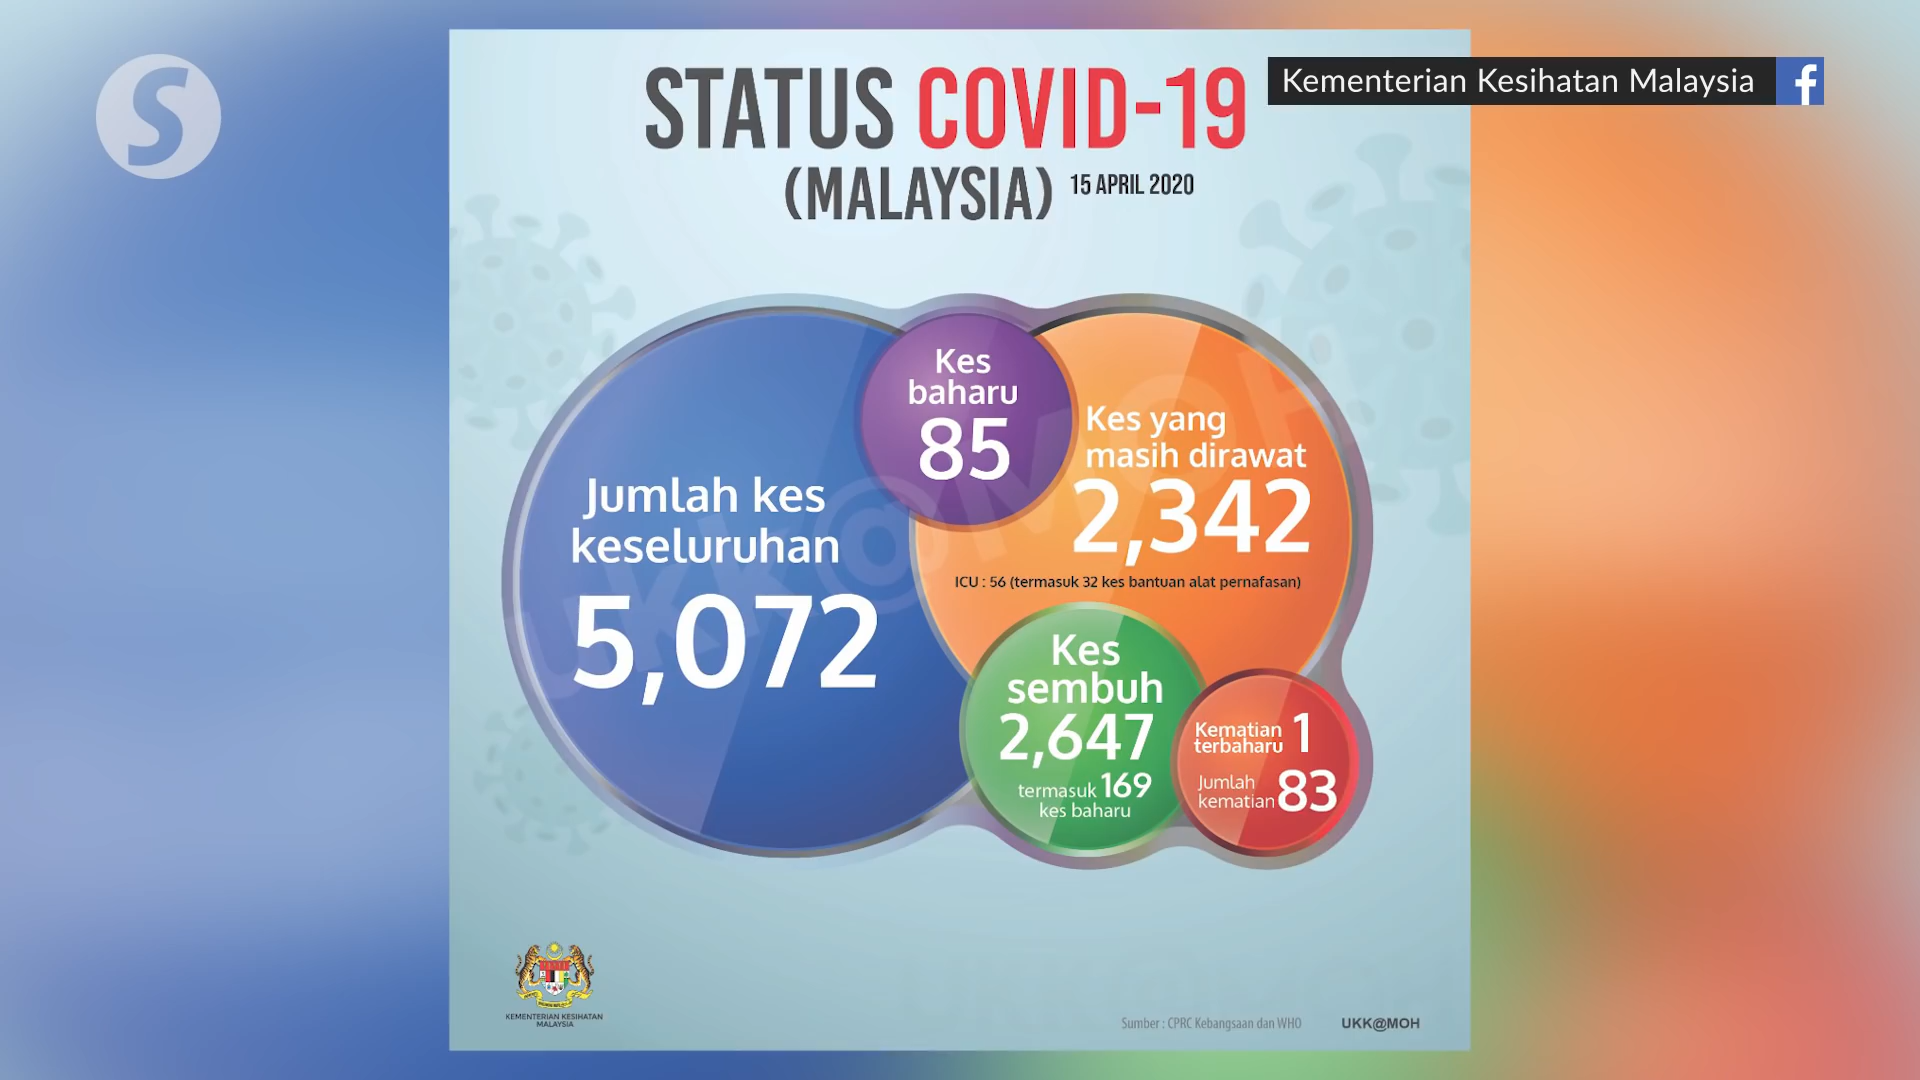 S
Kementerian Kesihatan Malaysia f
STATUS COVID-19
(MALAYSIA) 15 APRIL 2020
Jumlah kes
keseluruhan
5,072
Kes
baharu
85
Kes yang
masih dirawat
2,342
ICU : 56 (termasuk 32 kes bantuan alat pernafasan)
Kes
sembuh
2,647
termasuk 169
kes baharu
Kematian
terbaharu 1
Jumlah
kematian 83
UKK@MOH
KEMENTERIAN KESIHATAN
MALAYSIA
Sumber : CPRC Kebangsaan dan WHO
UKK@MOH